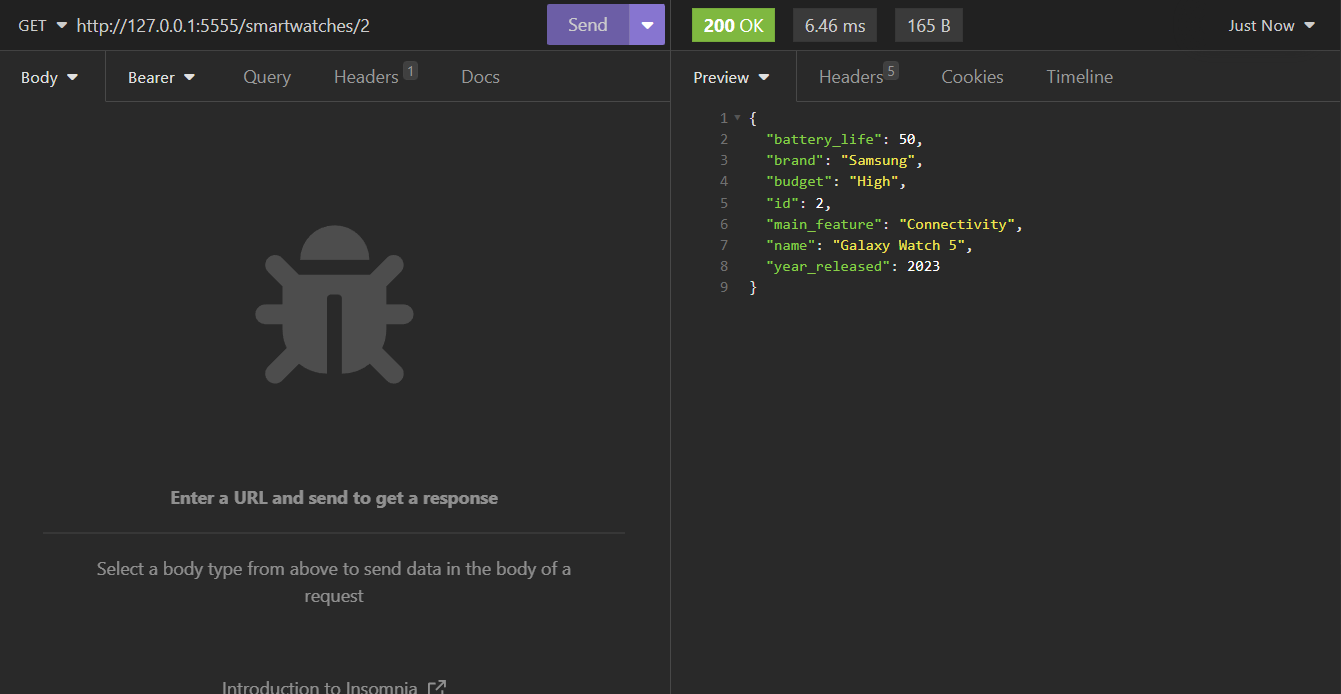 GET http://127.0.0.1:5555/smartwatches/2 Send
200 OK 6.46 ms 165 B Just Now
Body Bearer Query Headers 1 Docs
Preview Headers 5 Cookies Timeline
1 {
2 "battery_life": 50,
3 "brand": "Samsung",
4 "budget": "High",
5 "id": 2,
6 "main_feature": "Connectivity",
7 "name": "Galaxy Watch 5",
8 "year_released": 2023
9 }
Enter a URL and send to get a response
Select a body type from above to send data in the body of a
request
Introduction to Insomnia